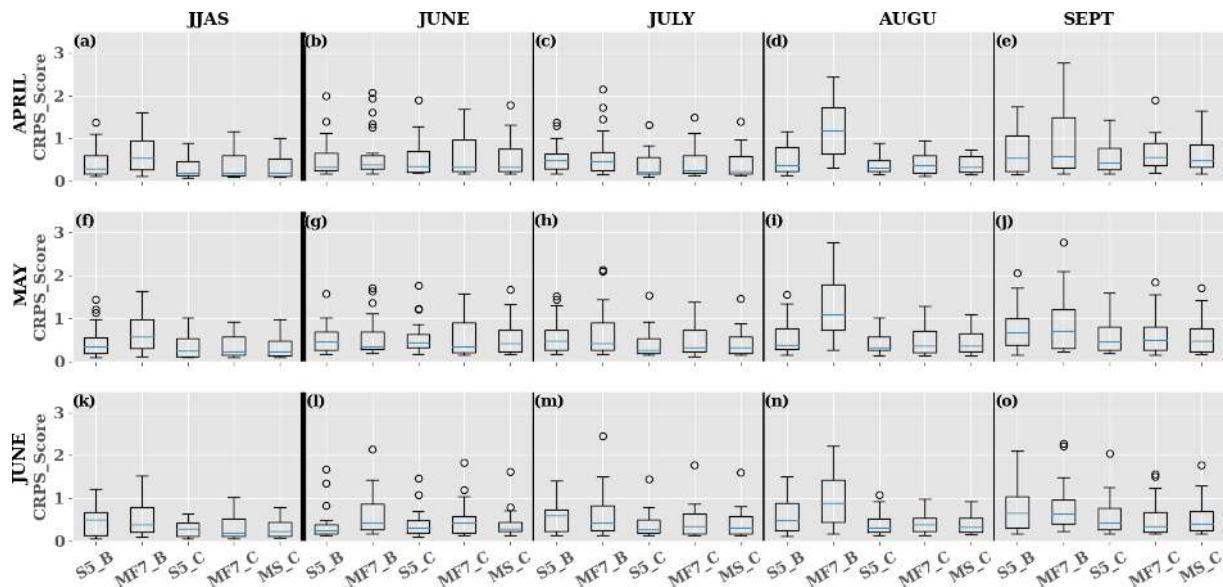 JJAS JUNE JULY AUGU SEPT
(a) (b) (c) (d) (e)
APRIL
CRPS_Score
3
2
1
0
(f) (g) (h) (i) (j)
MAY
CRPS_Score
3
2
1
0
(k) (l) (m) (n) (o)
JUNE
CRPS_Score
3
2
1
0
S5_B MF7_B S5_C MF7_C MS_C S5_B MF7_B S5_C MF7_C MS_C S5_B MF7_B S5_C MF7_C MS_C S5_B MF7_B S5_C MF7_C MS_C S5_B MF7_B S5_C MF7_C MS_C